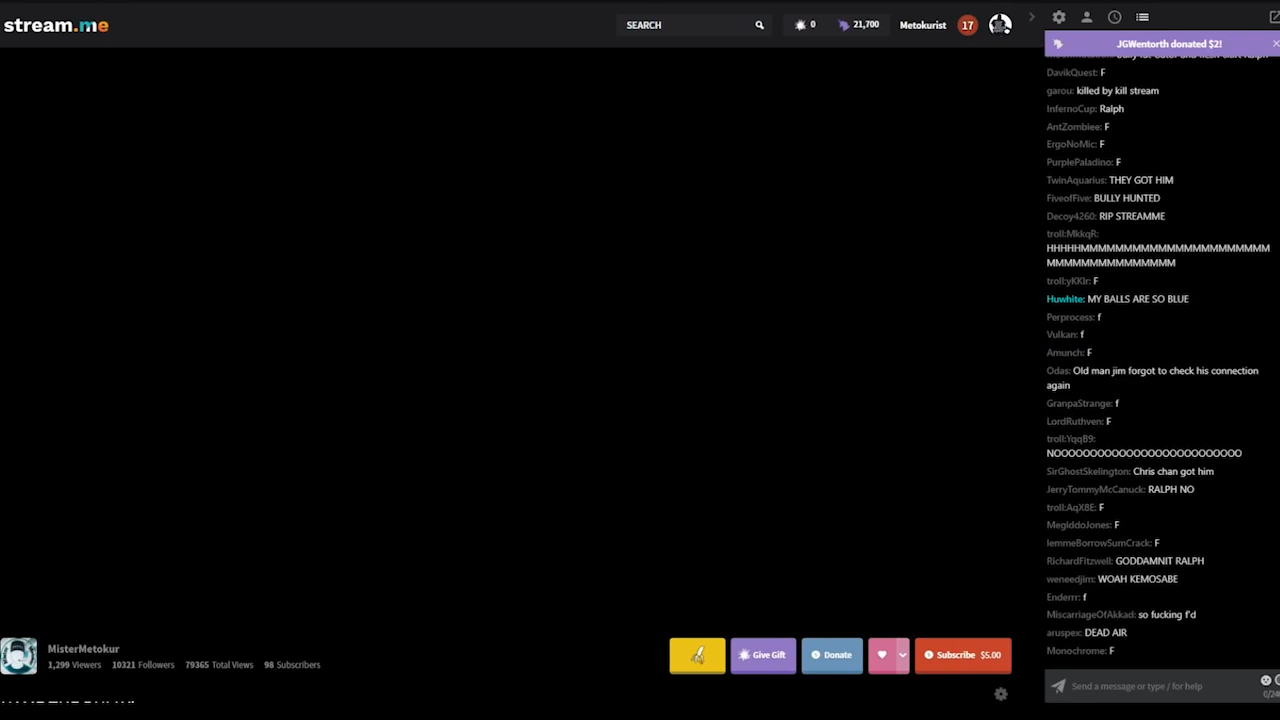 stream.me
SEARCH
0
21,700
Metokurist
17
JGWentorth donated $2!
DavikQuest: F
garou: killed by kill stream
InfernoCup: Ralph
AntZombiee: F
ErgoNoMic: F
PurplePaladino: F
TwinAquarius: THEY GOT HIM
FiveofFive: BULLY HUNTED
Decoy4260: RIP STREAMME
troll:MkkqR:
HHHHHMMMMMMMMMMMMMMMMMMMMMM
MMMMMMMMMMMMMMM
troll:yKKlr: F
Huwhite: MY BALLS ARE SO BLUE
Perprocess: f
Vulkan: f
Amunch: F
Odas: Old man jim forgot to check his connection
again
GranpaStrange: f
LordRuthven: F
troll:YqqB9:
NOOOOOOOOOOOOOOOOOOOOOOOOOO
SirGhostSkelington: Chris chan got him
JerryTommyMcCanuck: RALPH NO
troll:AqX8E: F
MegiddoJones: F
lemmeBorrowSumCrack: F
RichardFitzwell: GODDAMNIT RALPH
weneedjim: WOAH KEMOSABE
Enderrr: f
MiscarriageOfAkkad: so fucking f'd
aruspex: DEAD AIR
Monochrome: F
MisterMetokur
1,299 Viewers 10321 Followers 79365 Total Views 98 Subscribers
Give Gift
Donate
Subscribe $5.00
Send a message or type / for help